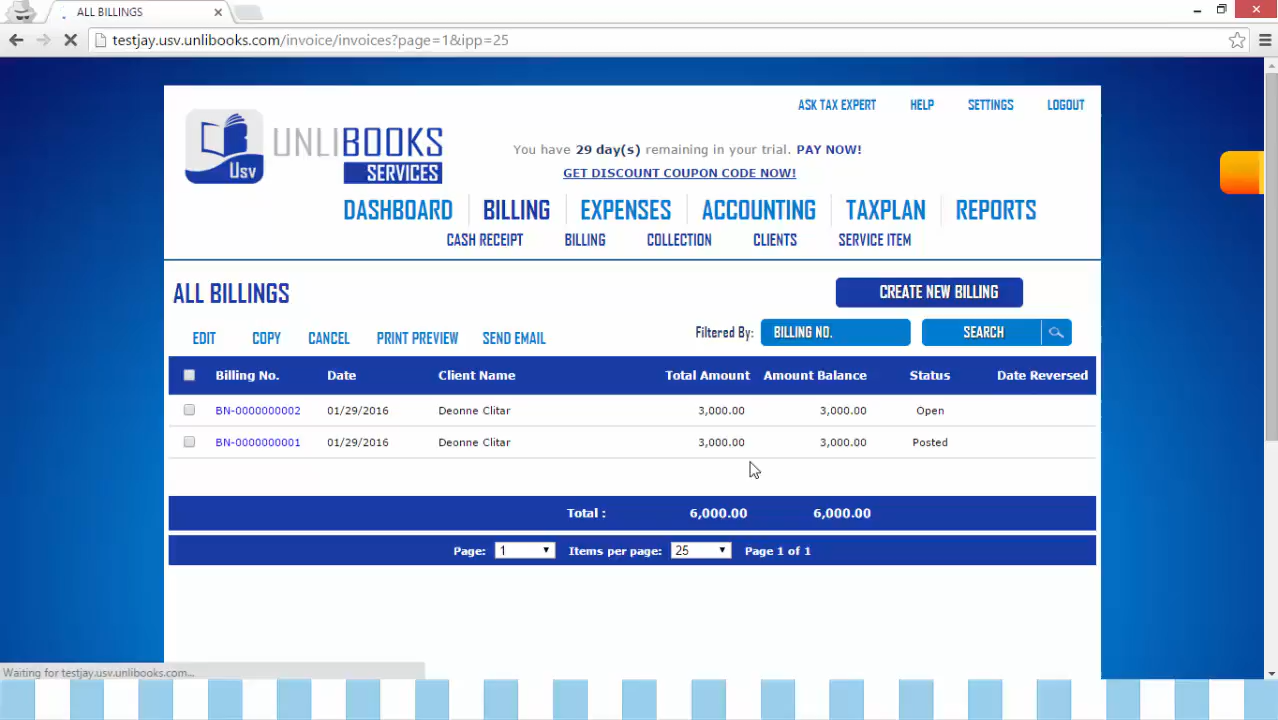 ALL BILLINGS
testjay.usv.unlibooks.com/invoice/invoices?page=1&ipp=25
ASK TAX EXPERT HELP SETTINGS LOGOUT
Usv UNLIBOOKS SERVICES
You have 29 day(s) remaining in your trial. PAY NOW!
GET DISCOUNT COUPON CODE NOW!
DASHBOARD BILLING EXPENSES ACCOUNTING TAXPLAN REPORTS
CASH RECEIPT BILLING COLLECTION CLIENTS SERVICE ITEM
ALL BILLINGS CREATE NEW BILLING
EDIT COPY CANCEL PRINT PREVIEW SEND EMAIL Filtered By: BILLING NO. SEARCH
Billing No. Date Client Name Total Amount Amount Balance Status Date Reversed
BN-0000000002 01/29/2016 Deonne Clitar 3,000.00 3,000.00 Open
BN-0000000001 01/29/2016 Deonne Clitar 3,000.00 3,000.00 Posted
Total : 6,000.00 6,000.00
Page: 1 Items per page: 25 Page 1 of 1
Waiting for testjay.usv.unlibooks.com...